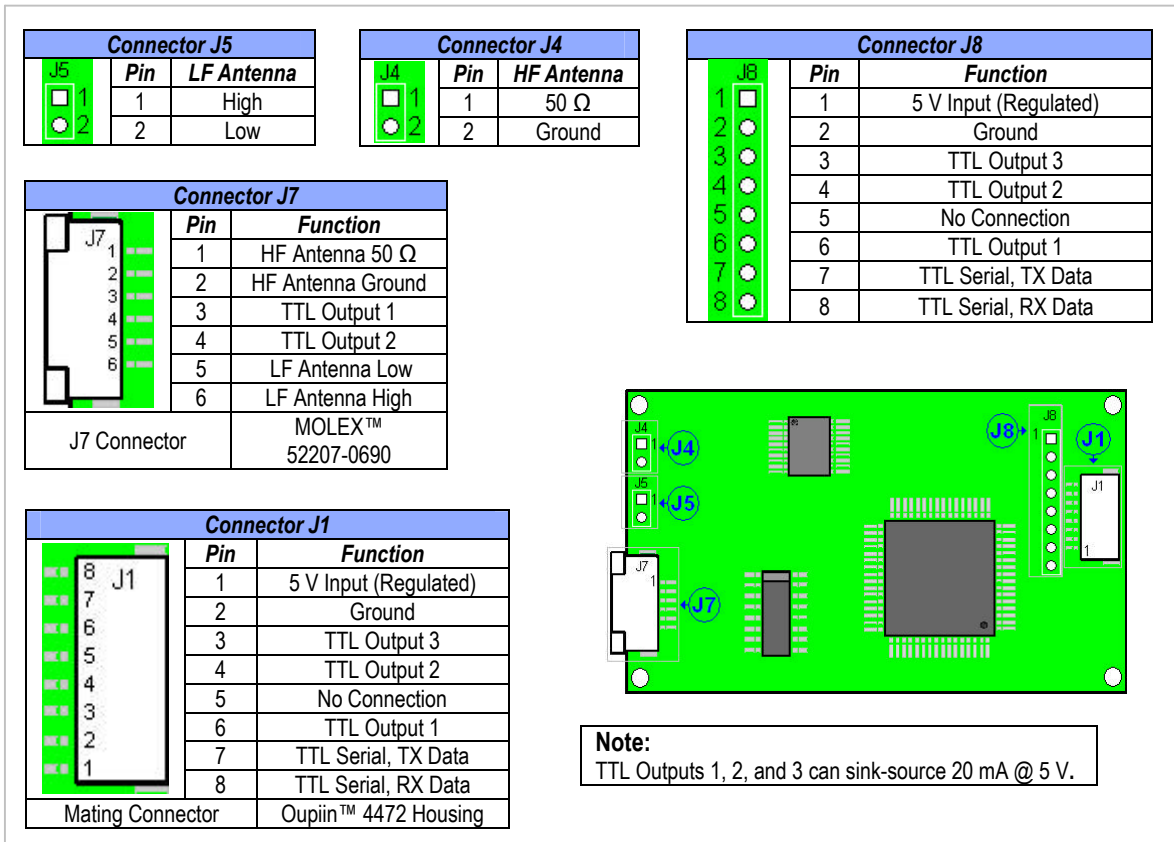 Connector J5
J5 Pin LF Antenna
1 1 High
2 2 Low
Connector J4
J4 Pin HF Antenna
1 1 50 Ω
2 2 Ground
Connector J8
J8 Pin Function
1 1 5 V Input (Regulated)
2 2 Ground
3 3 TTL Output 3
4 4 TTL Output 2
5 5 No Connection
6 6 TTL Output 1
7 7 TTL Serial, TX Data
8 8 TTL Serial, RX Data
Connector J7
J7 Pin Function
1 1 HF Antenna 50 Ω
2 2 HF Antenna Ground
3 3 TTL Output 1
4 4 TTL Output 2
5 5 LF Antenna Low
6 6 LF Antenna High
J7 Connector MOLEX™
52207-0690
Connector J1
J1 Pin Function
8 1 5 V Input (Regulated)
7 2 Ground
6 3 TTL Output 3
5 4 TTL Output 2
4 5 No Connection
3 6 TTL Output 1
2 7 TTL Serial, TX Data
1 8 TTL Serial, RX Data
Mating Connector Oupiin™ 4472 Housing
J4
1 J4
J5
1 J5
J7
1
J7
J8
J8 1
J1
J1
1
Note:
TTL Outputs 1, 2, and 3 can sink-source 20 mA @ 5 V.